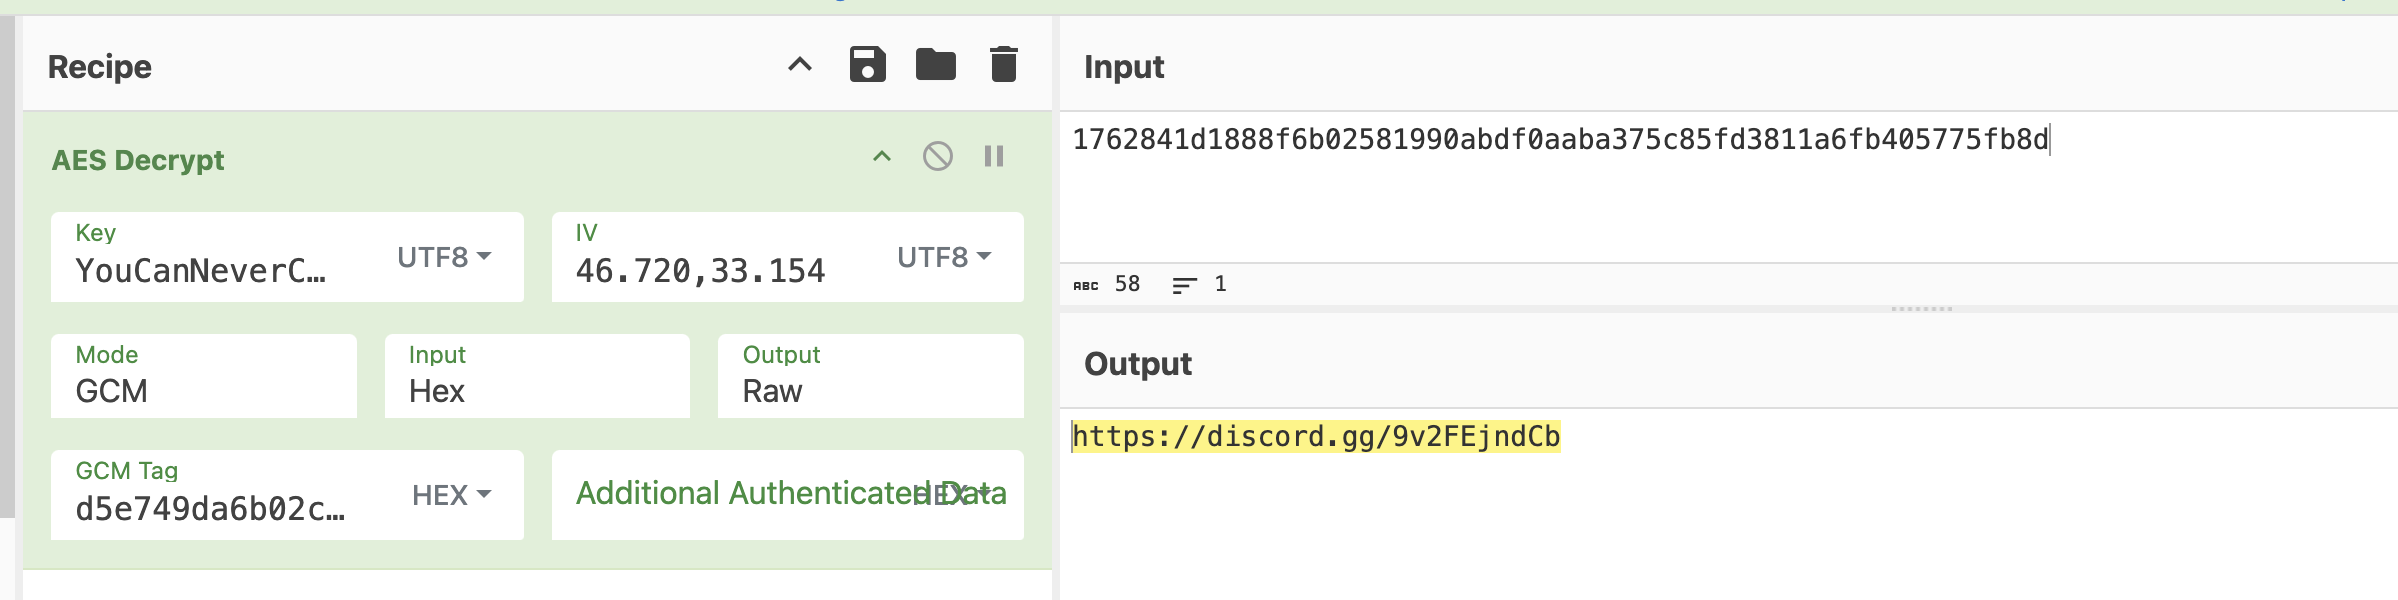 Recipe
AES Decrypt
Key
YouCanNeverC…
UTF8
IV
46.720,33.154
UTF8
Mode
GCM
Input
Hex
Output
Raw
GCM Tag
d5e749da6b02c…
HEX
Additional Authenticated Data
HEX
Input
1762841d1888f6b02581990abdf0aaba375c85fd3811a6fb405775fb8d
ABC 58 1
Output
https://discord.gg/9v2FEjndCb